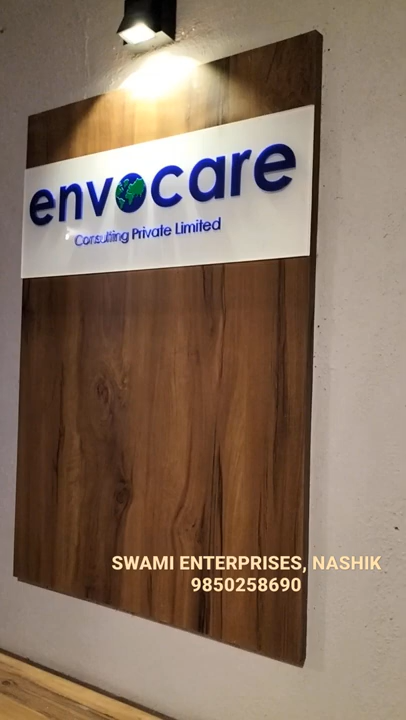 envocare
Consulting Private Limited
SWAMI ENTERPRISES, NASHIK
9850258690